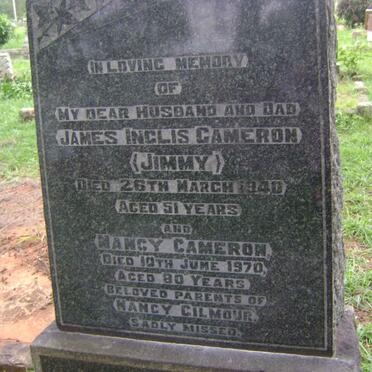 IN LOVING MEMORY
OF
MY DEAR HUSBAND AND DAD
JAMES INGLIS CAMERON
(JIMMY)
DIED 26TH MARCH 1940
AGED 51 YEARS
AND
NANCY CAMERON
DIED 10TH JUNE 1970
AGED 80 YEARS
BELOVED PARENTS OF
NANCY GILMOUR
SADLY MISSED